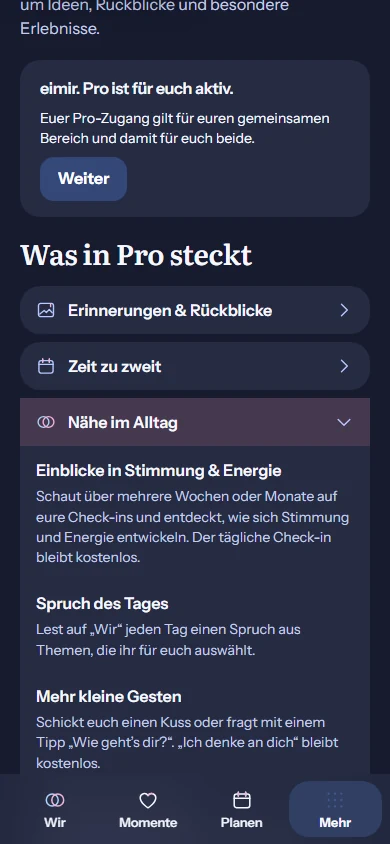 um Ideen, Rückblicke und besondere
Erlebnisse.
eimir. Pro ist für euch aktiv.
Euer Pro-Zugang gilt für euren gemeinsamen
Bereich und damit für euch beide.
Weiter
Was in Pro steckt
Erinnerungen & Rückblicke
Zeit zu zweit
Nähe im Alltag
Einblicke in Stimmung & Energie
Schaut über mehrere Wochen oder Monate auf
eure Check-ins und entdeckt, wie sich Stimmung
und Energie entwickeln. Der tägliche Check-in
bleibt kostenlos.
Spruch des Tages
Lest auf „Wir“ jeden Tag einen Spruch aus
Themen, die ihr für euch auswählt.
Mehr kleine Gesten
Schickt euch einen Kuss oder fragt mit einem
Tipp „Wie geht's dir?“. „Ich denke an dich“ bleibt
kostenlos.
Wir
Momente
Planen
Mehr